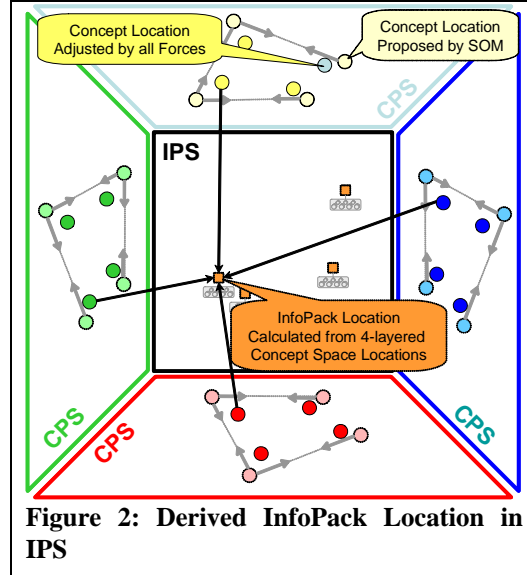 Concept Location
Adjusted by all Forces
Concept Location
Proposed by SOM
CPS
IPS
InfoPack Location
Calculated from 4-layered
Concept Space Locations
CPS
CPS
CPS
Figure 2: Derived InfoPack Location in
IPS